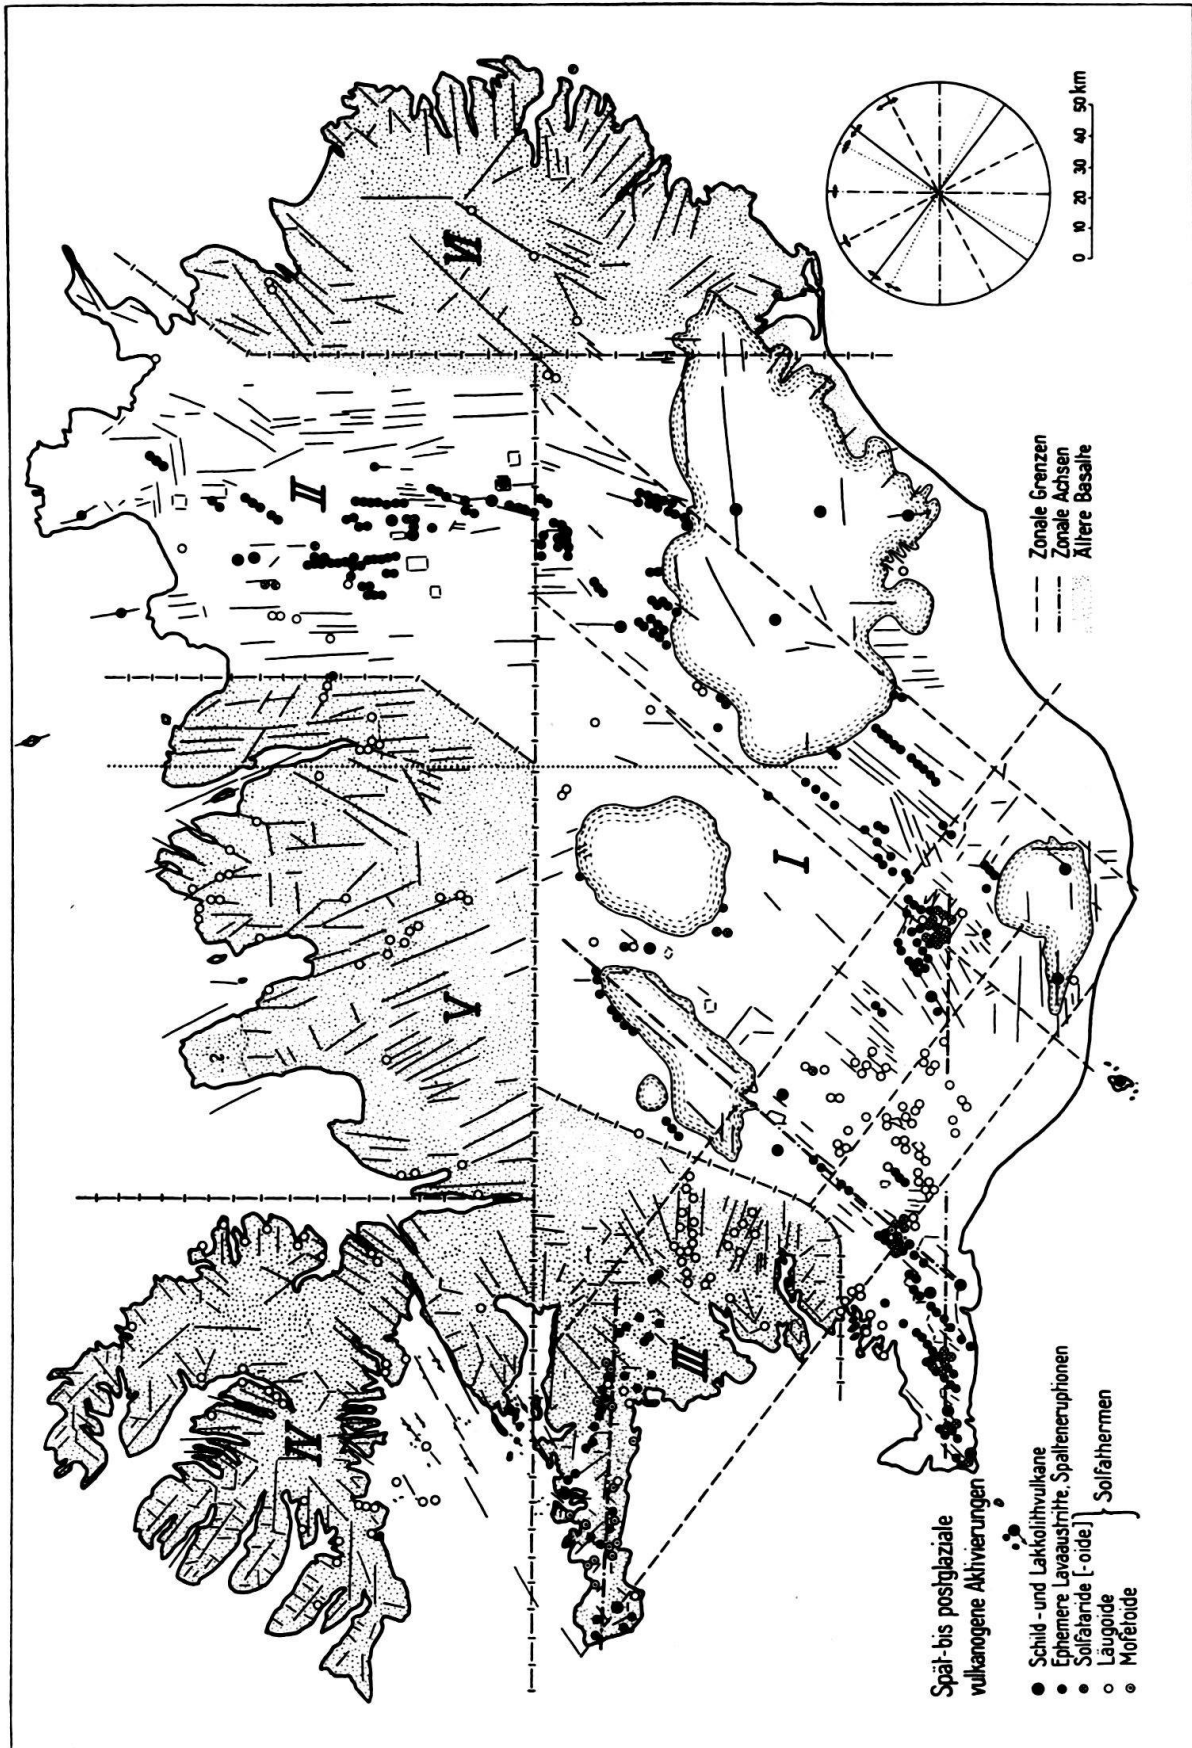 IV
V
II
VI
III
I
Spät-bis postglaziale
vulkanogene Aktivierungen
Schild-und Lakkolithvulkane
Ephemere Lavaaustritte, Spalteneruptionen
Solfataride [-oide]
Läugoide
Mofetoide
Solfathermen
Zonale Grenzen
Zonale Achsen
Ältere Basalte
0 10 20 30 40 50 km